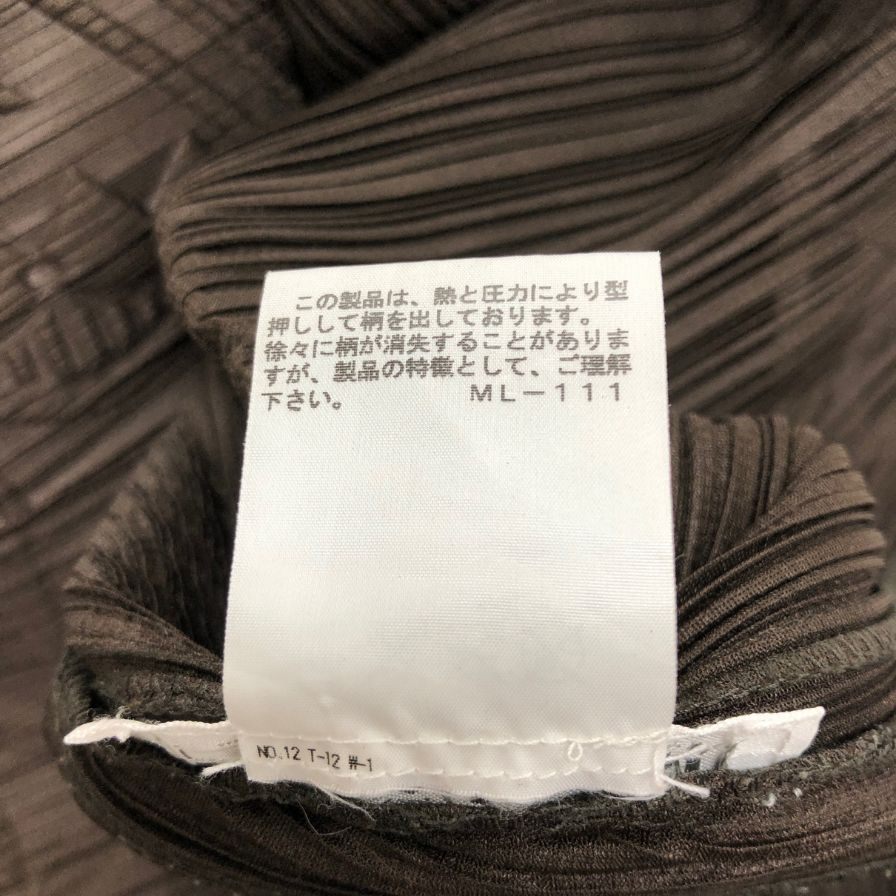 この製品は、熱と圧力により型
押しして柄を出しております。
徐々に柄が消失することがありま
すが、製品の特徴として、ご理解
下さい。 ML-111
NO.12 T-12